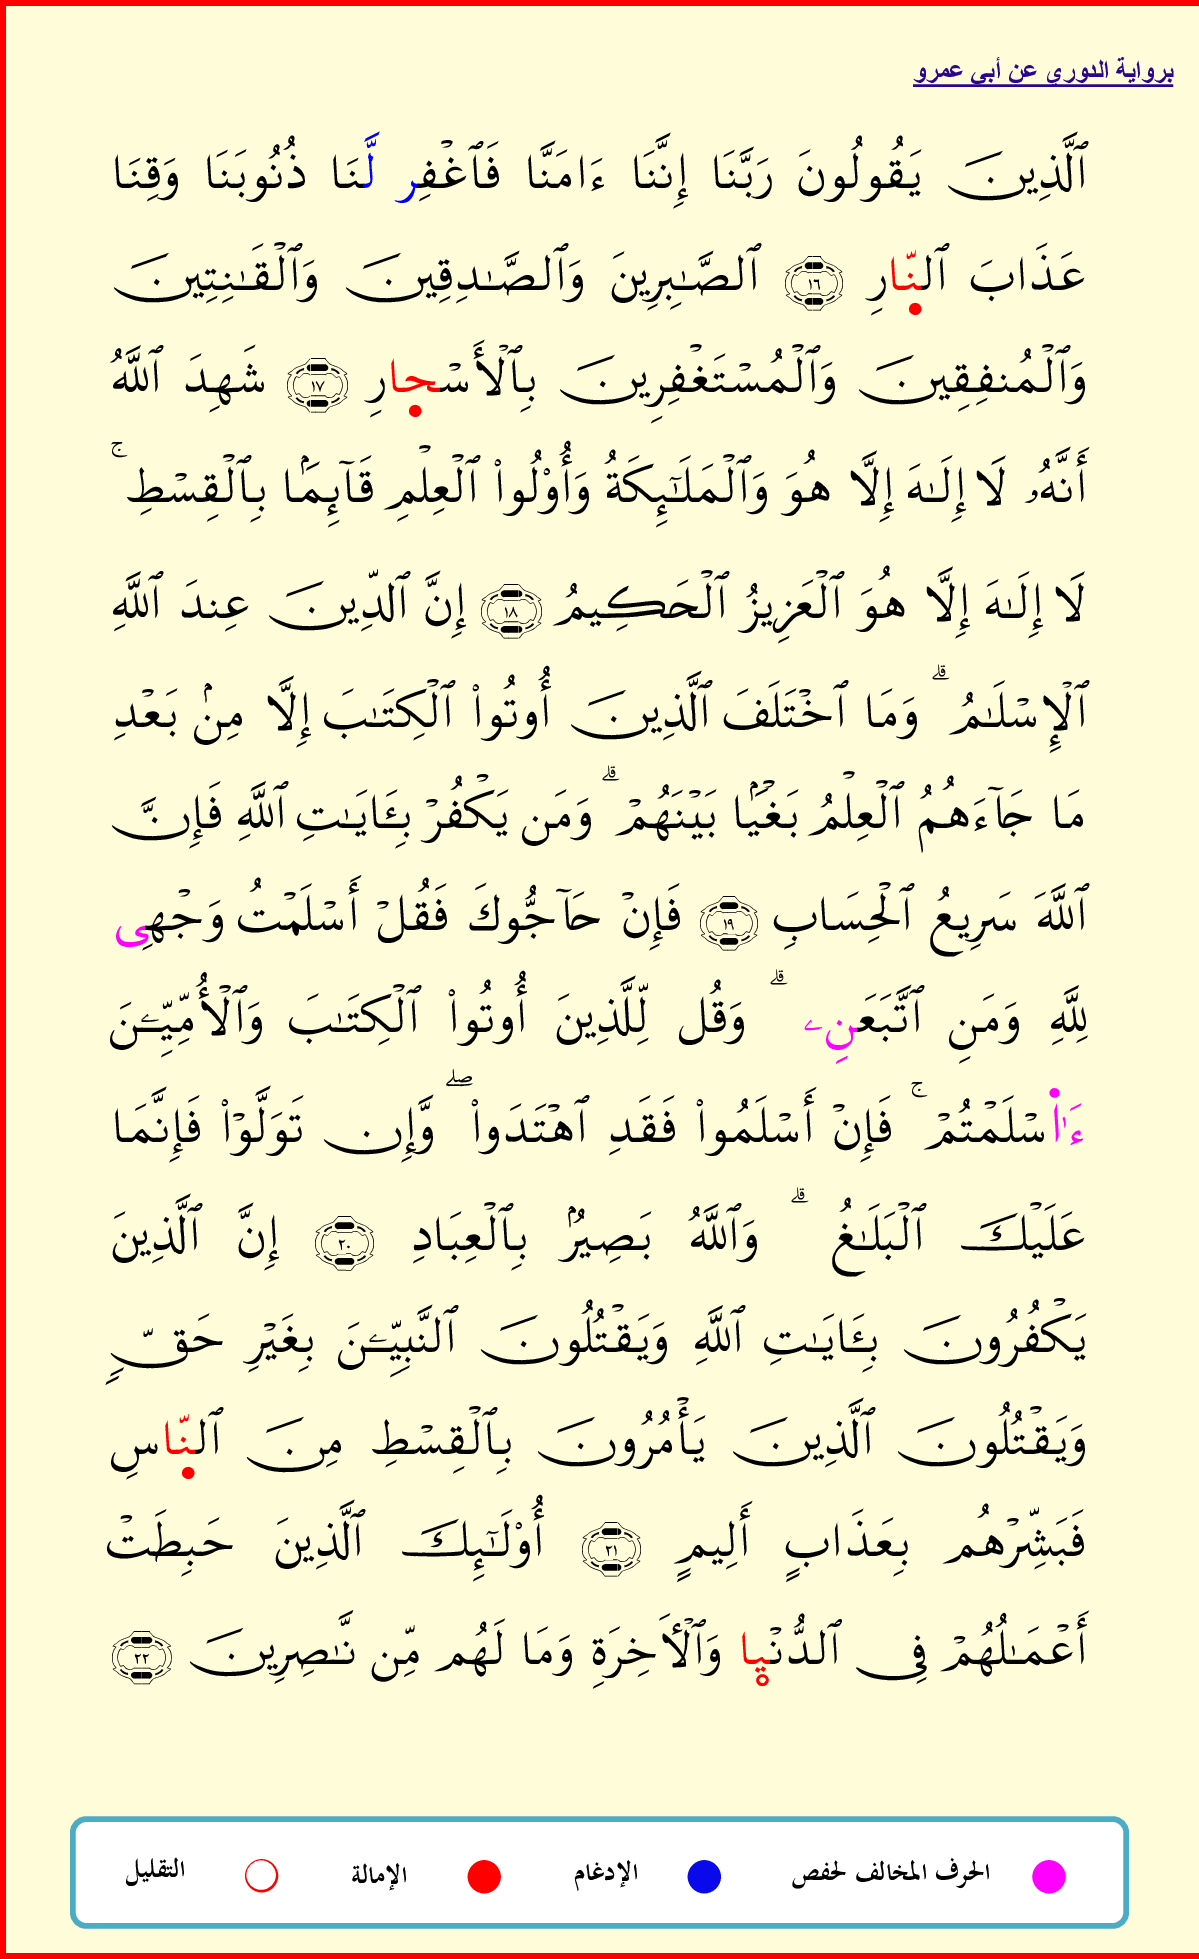 برواية الدوري عن أبي عمرو
ٱلَّذِينَ يَقُولُونَ رَبَّنَا إِنَّنَا ءَامَنَّا فَٱغْفِر لَّنَا ذُنُوبَنَا وَقِنَا
عَذَابَ ٱلنّ۪ارِ ١٦ ٱلصَّٰبِرِينَ وَٱلصَّٰدِقِينَ وَٱلْقَٰنِتِينَ
وَٱلْمُنفِقِينَ وَٱلْمُسْتَغْفِرِينَ بِٱلْأَسْح۪ارِ ١٧ شَهِدَ ٱللَّهُ
أَنَّهُۥ لَا إِلَٰهَ إِلَّا هُوَ وَٱلْمَلَٰٓئِكَةُ وَأُوْلُواْ ٱلْعِلْمِ قَآئِمَۢا بِٱلْقِسْطِ ۚ
لَا إِلَٰهَ إِلَّا هُوَ ٱلْعَزِيزُ ٱلْحَكِيمُ ١٨ إِنَّ ٱلدِّينَ عِندَ ٱللَّهِ
ٱلْإِسْلَٰمُ ۗ وَمَا ٱخْتَلَفَ ٱلَّذِينَ أُوتُواْ ٱلْكِتَٰبَ إِلَّا مِنۢ بَعْدِ
مَا جَآءَهُمُ ٱلْعِلْمُ بَغْيَۢا بَيْنَهُمْ ۗ وَمَن يَكْفُرْ بِـَٔايَٰتِ ٱللَّهِ فَإِنَّ
ٱللَّهَ سَرِيعُ ٱلْحِسَابِ ١٩ فَإِنْ حَآجُّوكَ فَقُلْ أَسْلَمْتُ وَجْهِى
لِلَّهِ وَمَنِ ٱتَّبَعَنِۦ ۗ وَقُل لِّلَّذِينَ أُوتُواْ ٱلْكِتَٰبَ وَٱلْأُمِّيِّـۧنَ
ءَا۬سْلَمْتُمْ ۚ فَإِنْ أَسْلَمُواْ فَقَدِ ٱهْتَدَواْ ۖ وَّإِن تَوَلَّوْاْ فَإِنَّمَا
عَلَيْكَ ٱلْبَلَٰغُ ۗ وَٱللَّهُ بَصِيرُۢ بِٱلْعِبَادِ ٢٠ إِنَّ ٱلَّذِينَ
يَكْفُرُونَ بِـَٔايَٰتِ ٱللَّهِ وَيَقْتُلُونَ ٱلنَّبِيِّـۧنَ بِغَيْرِ حَقٍّ
وَيَقْتُلُونَ ٱلَّذِينَ يَأْمُرُونَ بِٱلْقِسْطِ مِنَ ٱلنّ۪اسِ
فَبَشِّرْهُم بِعَذَابٍ أَلِيمٍ ٢١ أُوْلَٰٓئِكَ ٱلَّذِينَ حَبِطَتْ
أَعْمَٰلُهُمْ فِى ٱلدُّنْي۪ا وَٱلْأَخِرَةِ وَمَا لَهُم مِّن نَّٰصِرِينَ ٢٢
الحرف المخالف لحفص الإدغام الإمالة التقليل